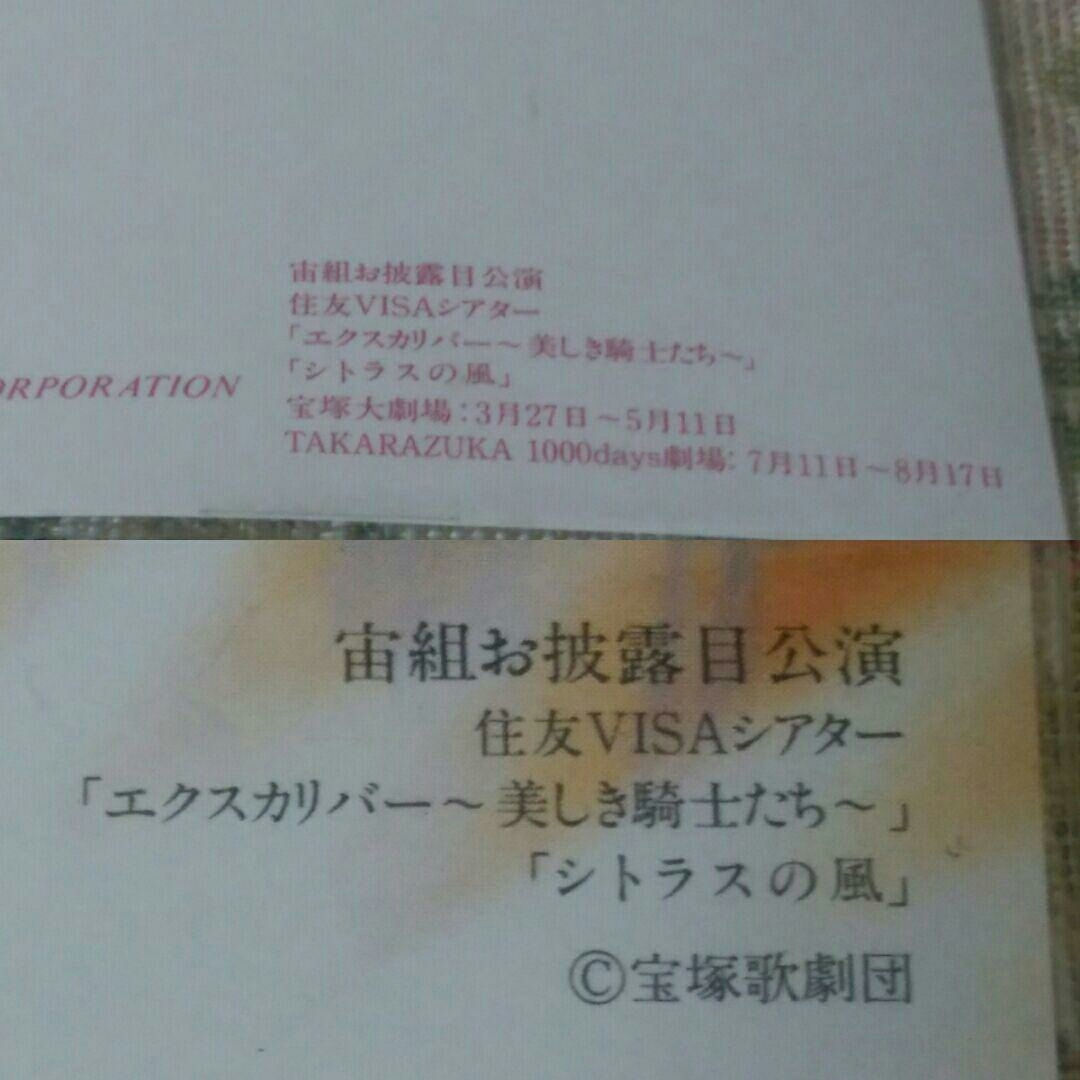 宙組お披露目公演
住友VISAシアター
「エクスカリバー～美しき騎士たち～」
「シトラスの風」
ORPORATION
宝塚大劇場:3月27日～5月11日
TAKARAZUKA 1000days劇場:7月11日～8月17日
宙組お披露目公演
住友VISAシアター
「エクスカリバー～美しき騎士たち～」
「シトラスの風」
©宝塚歌劇団